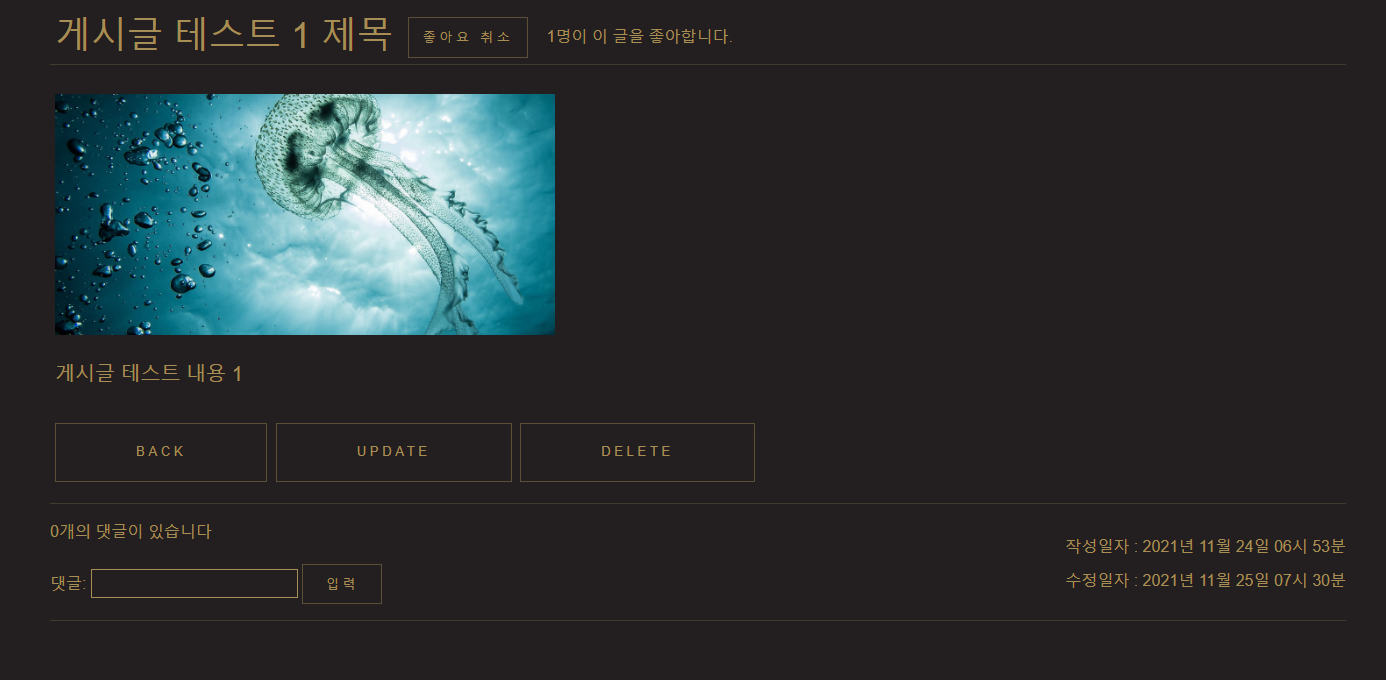 게시글 테스트 1 제목 좋아요 취소 1명이 이 글을 좋아합니다.
게시글 테스트 내용 1
BACK UPDATE DELETE
0개의 댓글이 있습니다
작성일자 : 2021년 11월 24일 06시 53분
댓글: 입력
수정일자 : 2021년 11월 25일 07시 30분